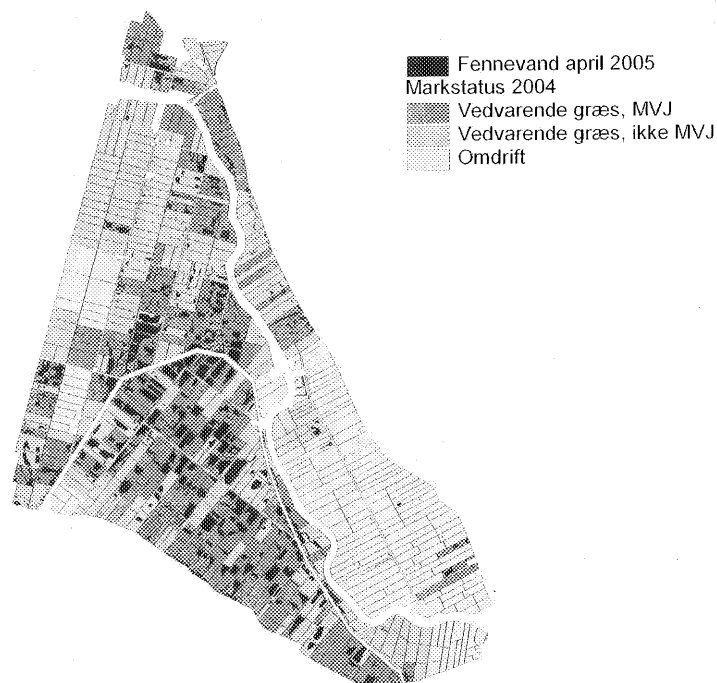 Fennevand april 2005
Markstatus 2004
Vedvarende græs, MVJ
Vedvarende græs, ikke MVJ
Omdrift